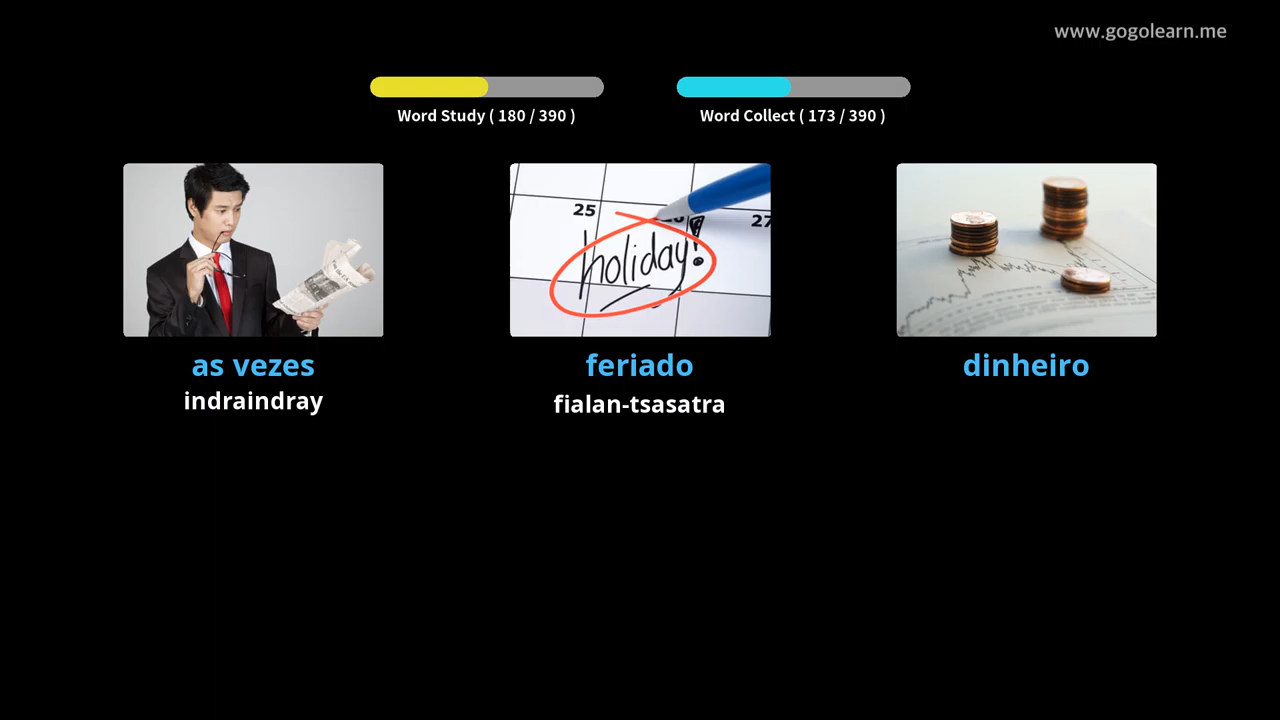 www.gogolearn.me
Word Study ( 180 / 390 )
Word Collect ( 173 / 390 )
25
27
holiday!
as vezes
feriado
dinheiro
indraindray
fialan-tsasatra